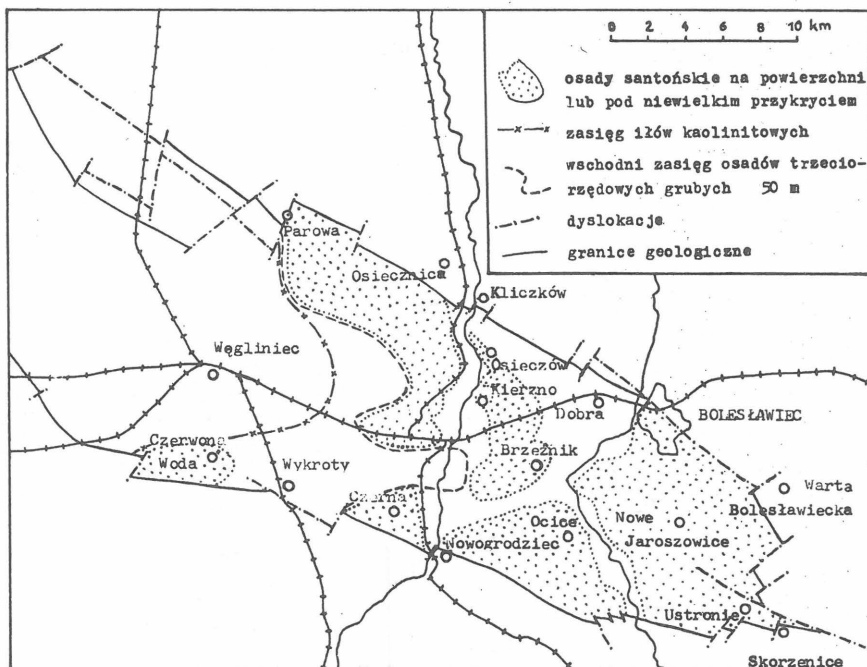 0 2 4 6 8 10 km
osady santońskie na powierzchni
lub pod niewielkim przykryciem
zasięg iłów kaolinitowych
wschodni zasięg osadów trzecio-
rzędowych grubych 50 m
dyslokacje
granice geologiczne
Parowa
Osiecznica
Kliczków
Węgliniec
Osieczów
Kierzno
Dobra
BOLESŁAWIEC
Czerwona
Woda
Wykroty
Brzeźnik
Warta
Bolesławiecka
Czerna
Ocice
Nowe
Jaroszowice
Nowogrodziec
Ustronie
Skorzenice